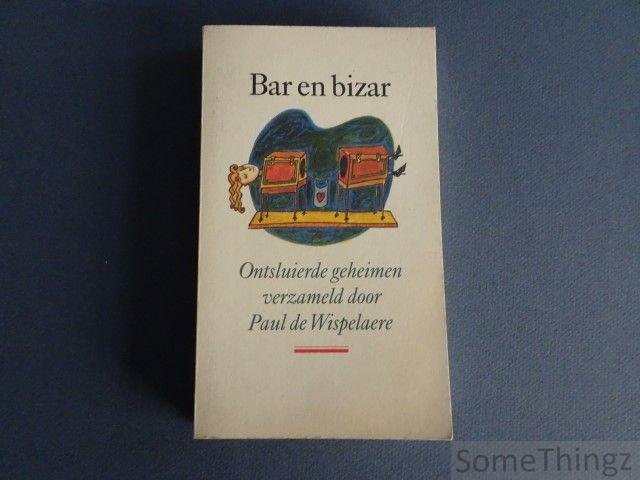 Bar en bizar
Ontsluierde geheimen
verzameld door
Paul de Wispelaere
SomeThingz